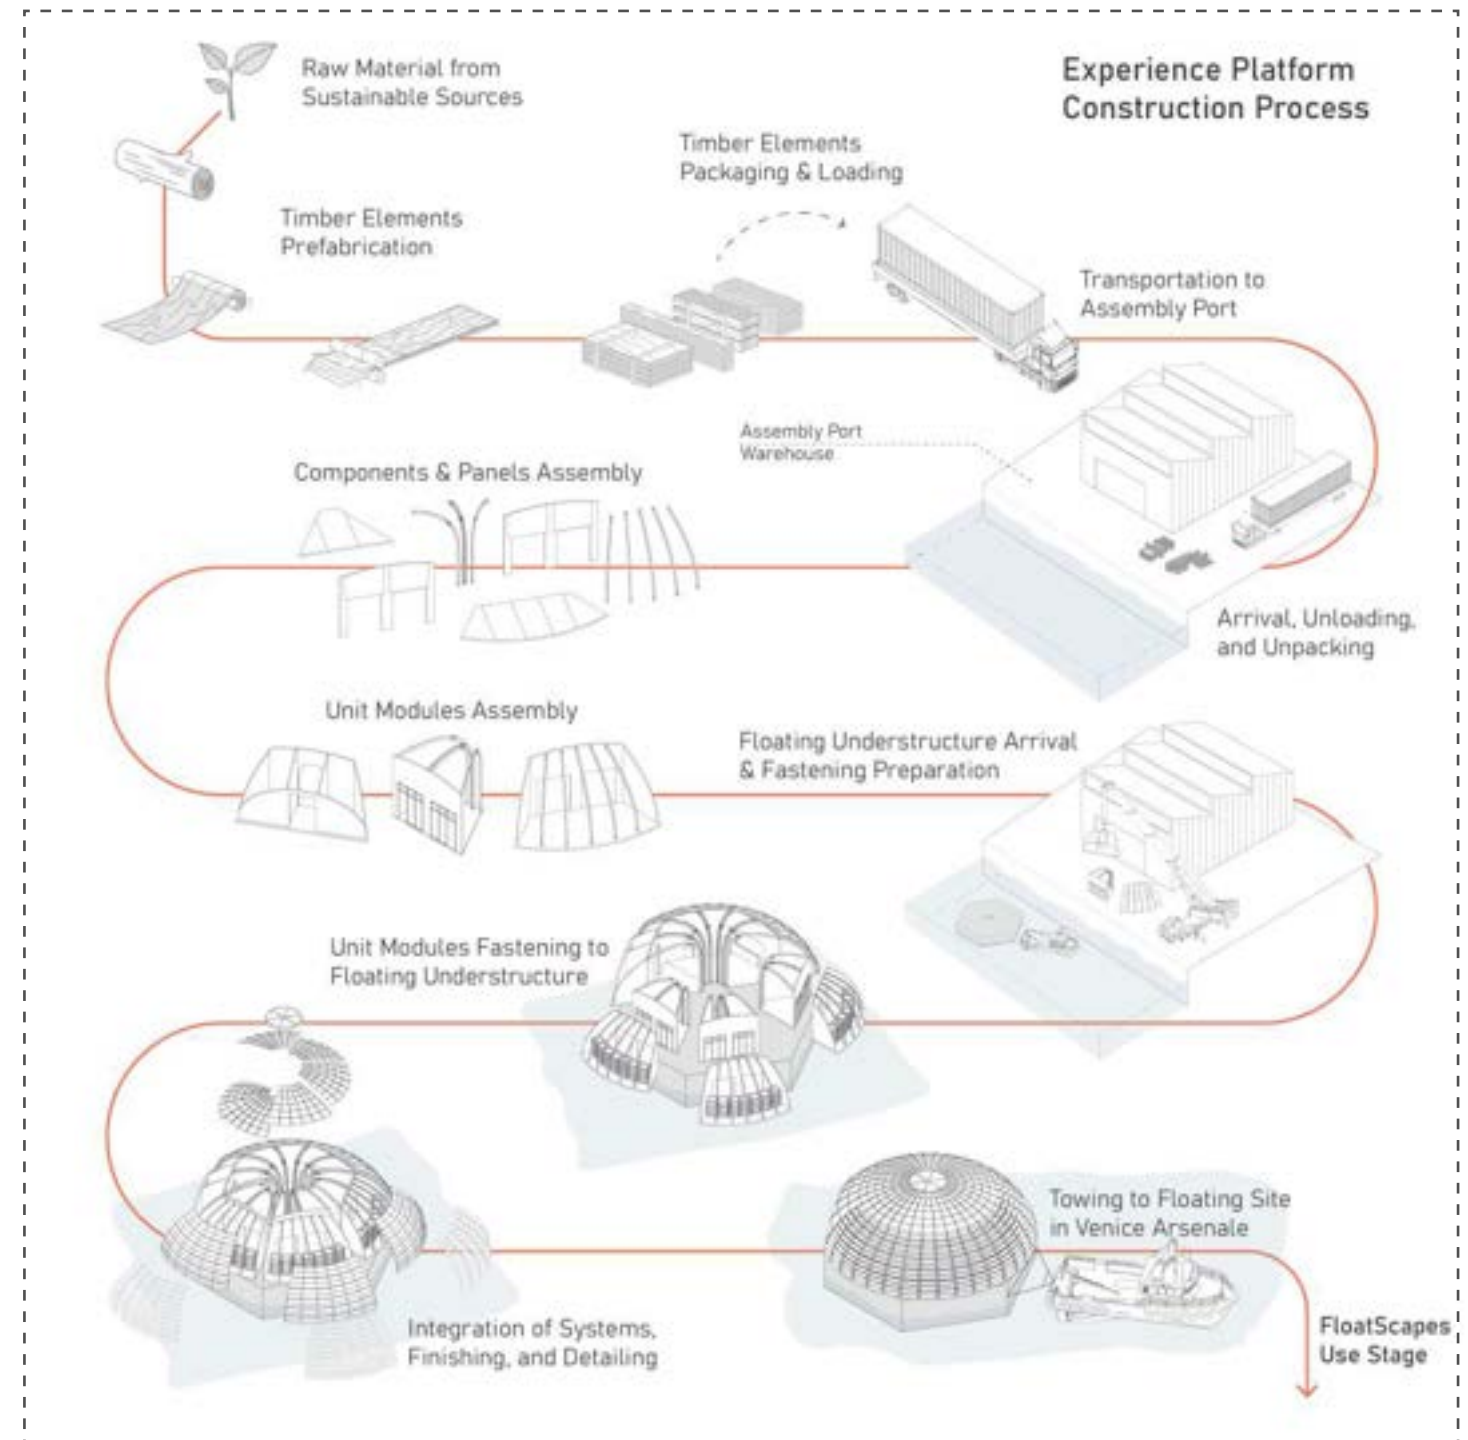 Raw Material from
Sustainable Sources
Experience Platform
Construction Process
Timber Elements
Packaging & Loading
Timber Elements
Prefabrication
Transportation to
Assembly Port
Assembly Port
Warehouse
Components & Panels Assembly
Arrival, Unloading,
and Unpacking
Unit Modules Assembly
Floating Understructure Arrival
& Fastening Preparation
Unit Modules Fastening to
Floating Understructure
Towing to Floating Site
in Venice Arsenale
Integration of Systems,
Finishing, and Detailing
FloatScapes
Use Stage